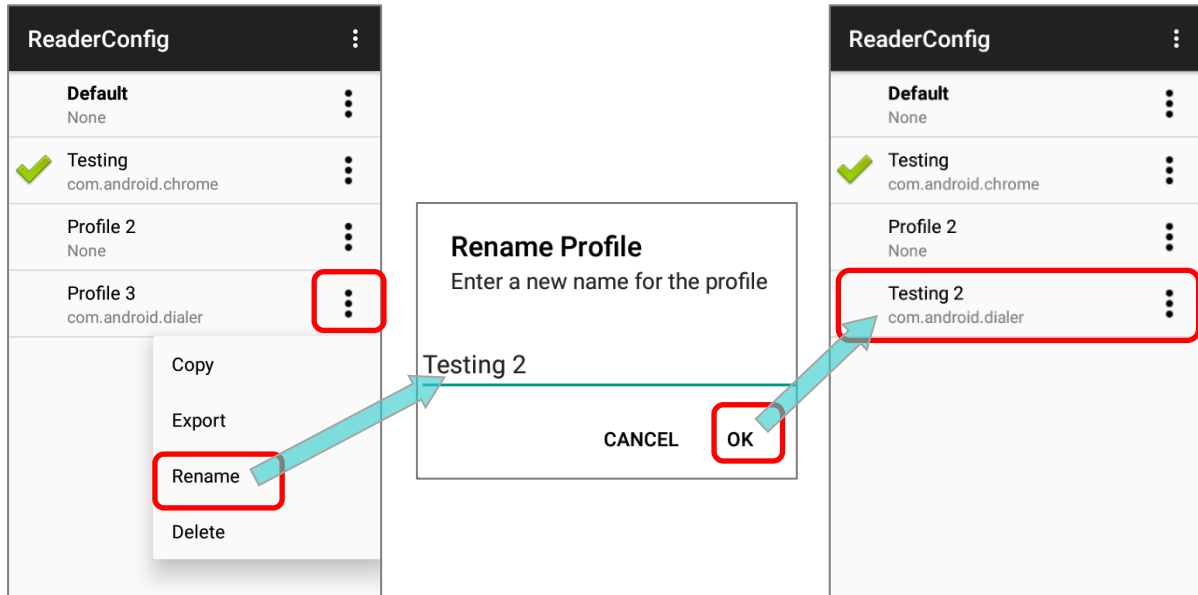 ReaderConfig
Default
None
Testing
com.android.chrome
Profile 2
None
Profile 3
com.android.dialer
Copy
Export
Rename
Delete
Rename Profile
Enter a new name for the profile
Testing 2
CANCEL OK
ReaderConfig
Default
None
Testing
com.android.chrome
Profile 2
None
Testing 2
com.android.dialer